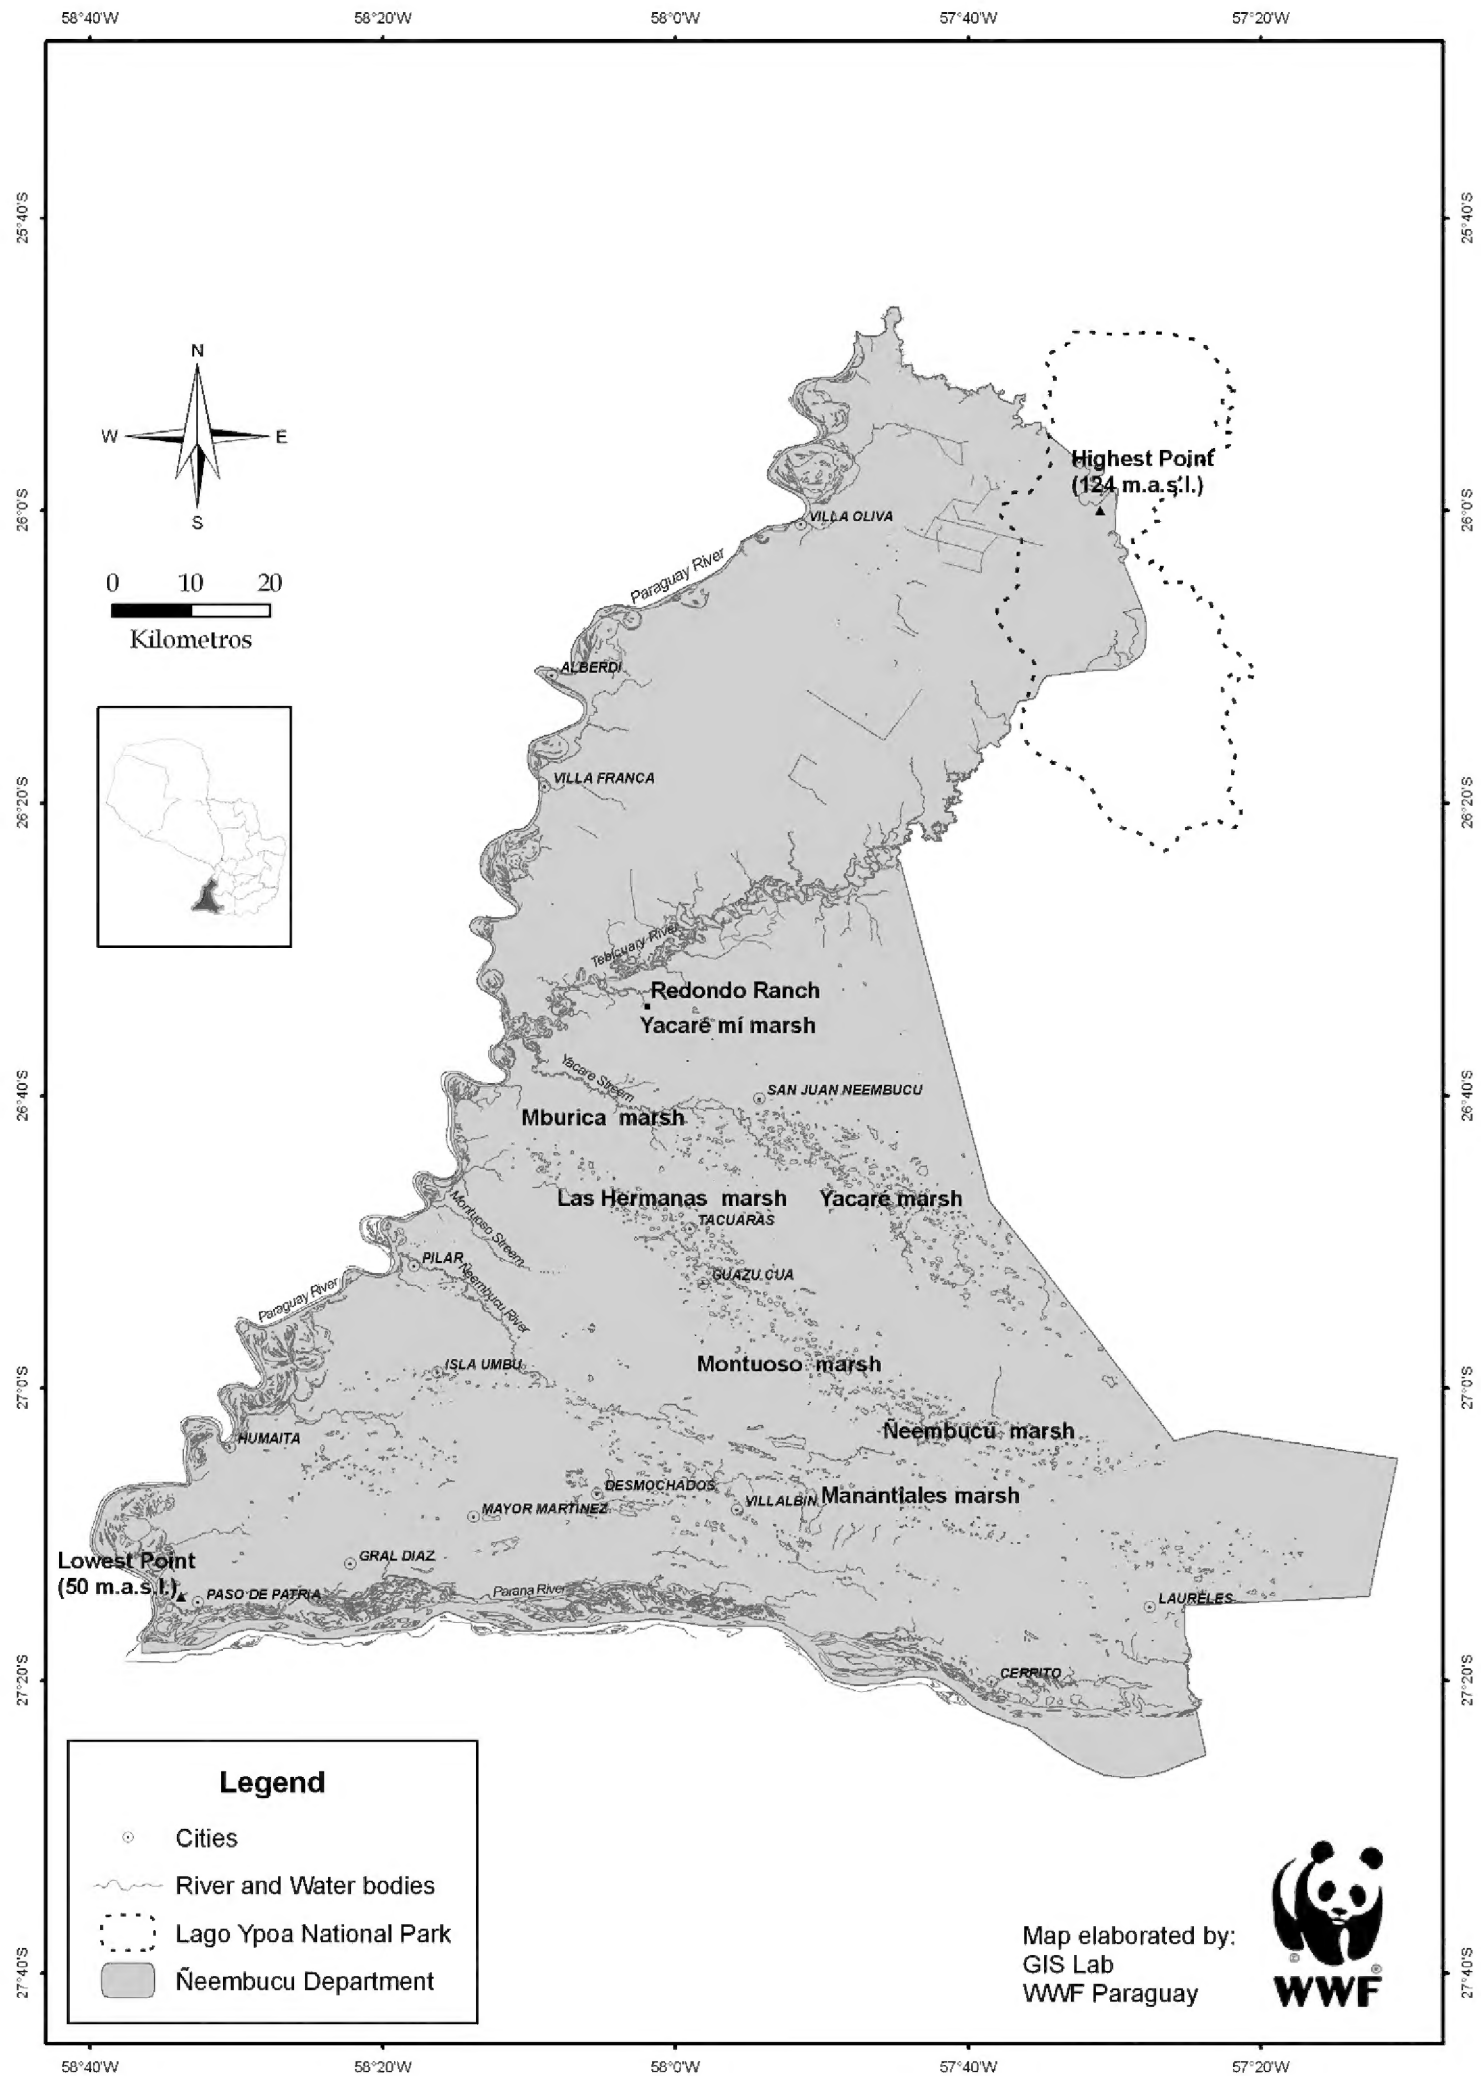 58°40'W 58°20'W 58°0'W 57°40'W 57°20'W
25°40'S 25°40'S
N
W E
S
Highest Point
(124 m.a.s.l.)
26°0'S 26°0'S
VILLA OLIVA
0 10 20
Kilometros
Paraguay River
ALBERDI
VILLA FRANCA
26°20'S 26°20'S
Tebicuary River
Redondo Ranch
Yacaré mí marsh
Yacare Streem
SAN JUAN NEEMBUCU
26°40'S 26°40'S
Mburica marsh
Las Hermanas marsh
Yacaré marsh
TACUARAS
Montuoso Streem
PILAR
GUAZU CUA
Ñeembucu River
Paraguay River
ISLA UMBU
Montuoso marsh
27°0'S 27°0'S
Ñeembucu marsh
HUMAITA
DESMOCHADOS
Manantiales marsh
VILLALBIN
MAYOR MARTINEZ
GRAL DIAZ
Lowest Point
(50 m.a.s.l.)
PASO DE PATRIA
Parana River
LAURELES
CERRITO
27°20'S 27°20'S
Legend
Cities
River and Water bodies
Lago Ypoa National Park
Ñeembucu Department
Map elaborated by:
GIS Lab
WWF Paraguay
WWF
®
27°40'S 27°40'S
58°40'W 58°20'W 58°0'W 57°40'W 57°20'W